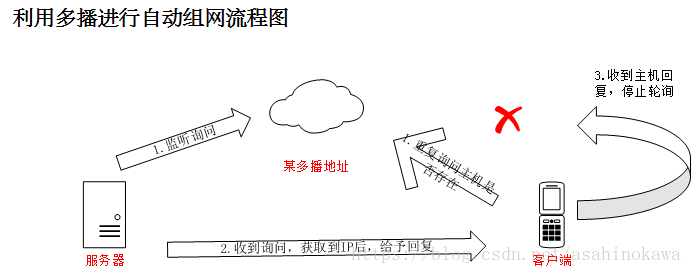 利用多播进行自动组网流程图
3.收到主机回
复，停止轮询
1.监听询问
某多播地址
1.重复询问主机是
否存在
2.收到询问，获取到IP后，给予回复
服务器
客户端
https://blog.csdn.net/asahinokawa